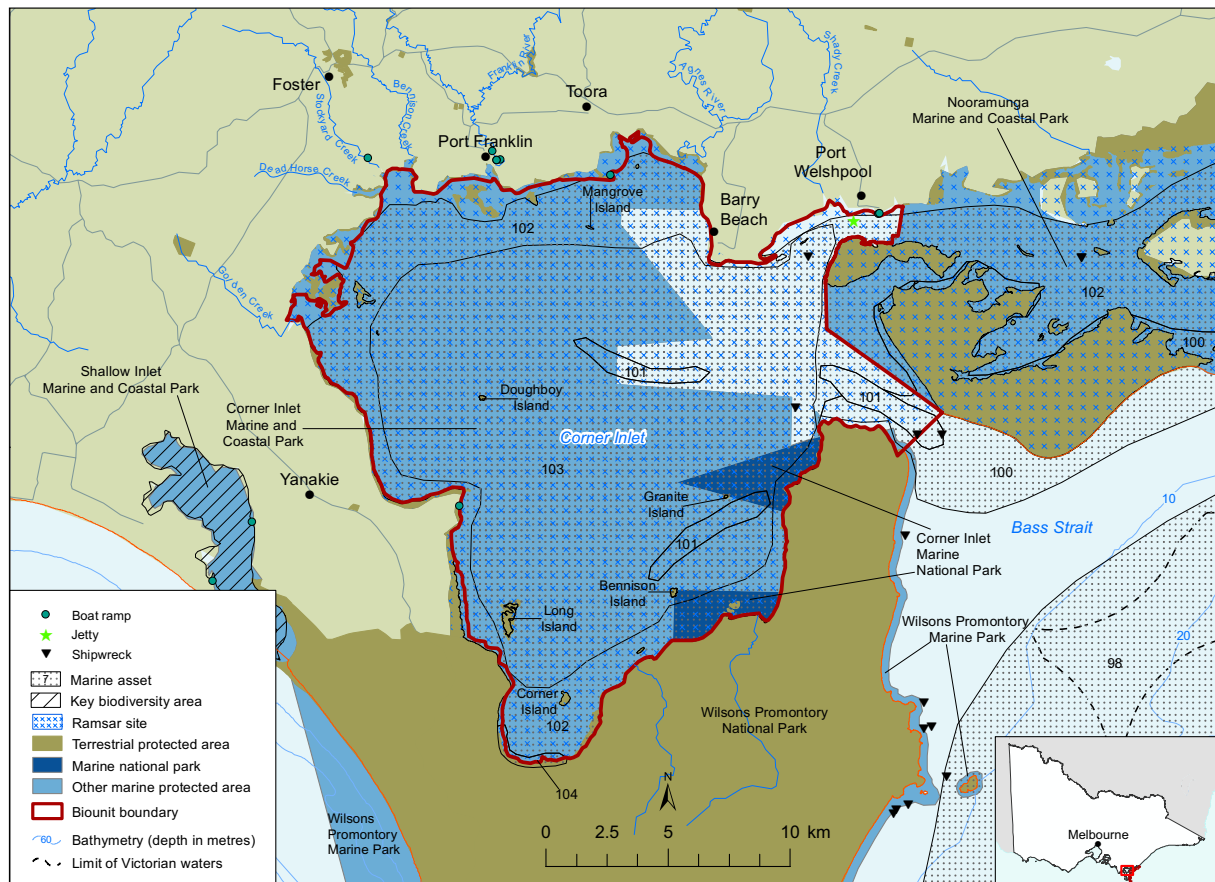 Foster
Stockyard Creek
Bennison Creek
Franklin River
Toora
Agnes River
Shady Creek
Nooramunga
Marine and Coastal Park
Port Franklin
Port
Welshpool
Dead Horse Creek
Mangrove
Island
Barry
Beach
102
102
Golden Creek
100
Shallow Inlet
Marine and Coastal Park
101
Doughboy
Island
101
Corner Inlet
Marine and
Coastal Park
Corner Inlet
103
100
Yanakie
10
Granite
Island
Bass Strait
101
Corner Inlet
Marine
National Park
Bennison
Island
Long
Island
Wilsons Promontory
Marine Park
20
98
Corner
Island
102
Wilsons Promontory
National Park
104
N
0 2.5 5 10 km
Wilsons
Promontory
Marine Park
Boat ramp
Jetty
Shipwreck
7 Marine asset
Key biodiversity area
Ramsar site
Terrestrial protected area
Marine national park
Other marine protected area
Biounit boundary
60 Bathymetry (depth in metres)
Limit of Victorian waters
Melbourne